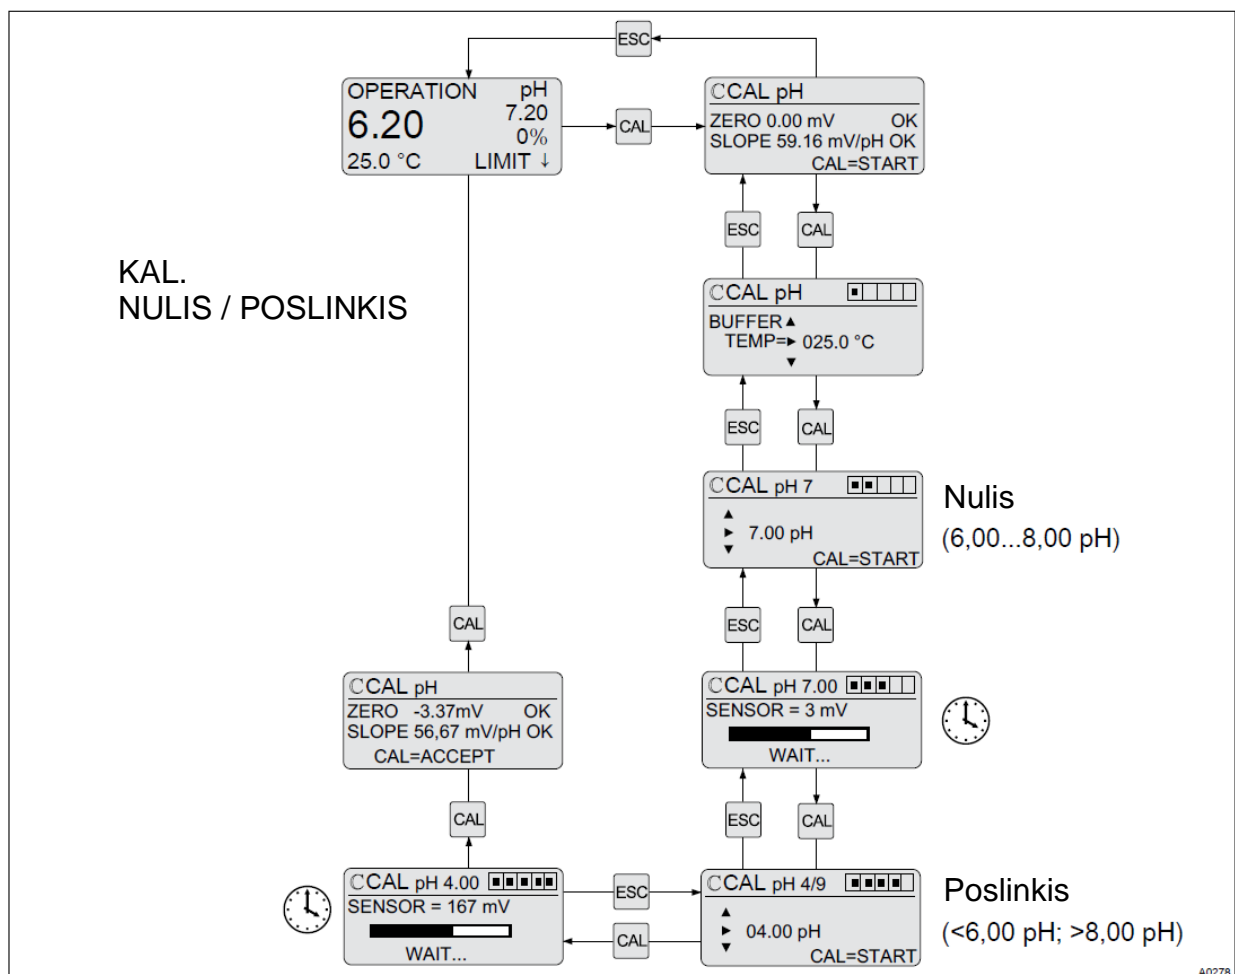 ESC
OPERATION pH
6.20 7.20
0%
25.0 °C LIMIT ↓
CAL
ℂCAL pH
ZERO 0.00 mV OK
SLOPE 59.16 mV/pH OK
CAL=START
ESC
CAL
KAL.
NULIS / POSLINKIS
ℂCAL pH
BUFFER ▲
TEMP=► 025.0 °C
▼
ESC
CAL
ℂCAL pH 7
▲
► 7.00 pH
▼
CAL=START
Nulis
(6,00...8,00 pH)
ESC
CAL
CAL
ℂCAL pH
ZERO -3.37mV OK
SLOPE 56,67 mV/pH OK
CAL=ACCEPT
ℂCAL pH 7.00
SENSOR = 3 mV
WAIT...
CAL
ESC
CAL
ℂCAL pH 4.00
SENSOR = 167 mV
WAIT...
ESC
CAL
ℂCAL pH 4/9
▲
► 04.00 pH
▼
CAL=START
Poslinkis
(<6,00 pH; >8,00 pH)
A0278